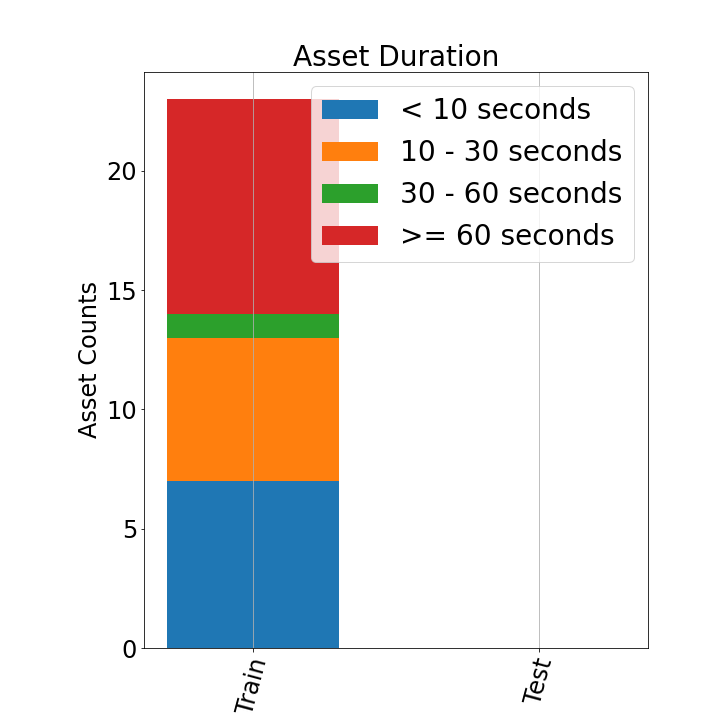 Asset Duration
< 10 seconds
10 - 30 seconds
30 - 60 seconds
>= 60 seconds
Asset Counts
20
15
10
5
0
Train
Test